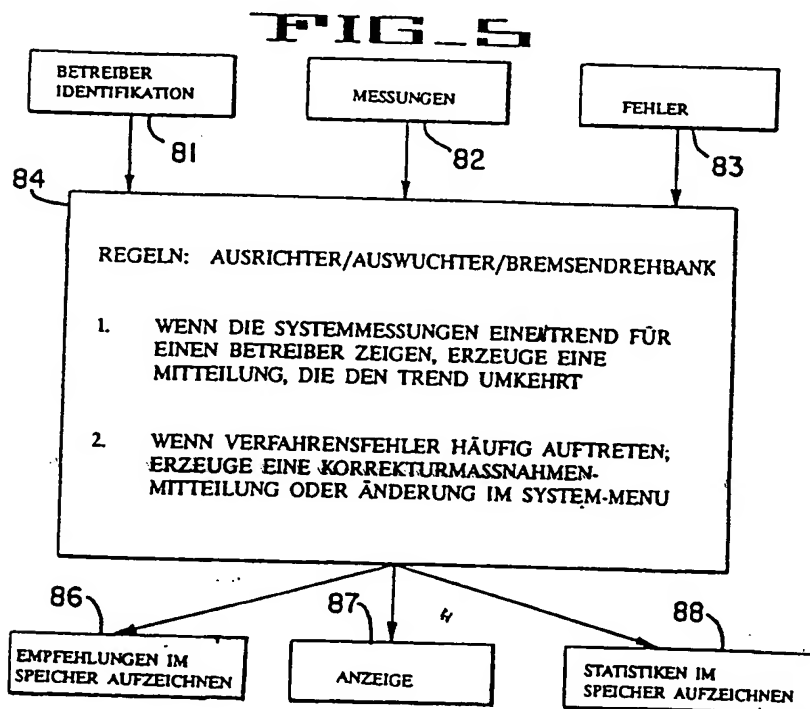 FIG_5
BETREIBER
IDENTIFIKATION
MESSUNGEN
FEHLER
81
82
83
84
REGELN: AUSRICHTER/AUSWUCHTER/BREMSENDREHBANK
1. WENN DIE SYSTEMMESSUNGEN EINEN TREND FÜR
EINEN BETREIBER ZEIGEN, ERZEUGE EINE
MITTEILUNG, DIE DEN TREND UMKEHRT
2. WENN VERFAHRENSFEHLER HÄUFIG AUFTRETEN;
ERZEUGE EINE KORREKTURMASSNAHMEN-
MITTEILUNG ODER ÄNDERUNG IM SYSTEM-MENU
86
87
88
EMPFEHLUNGEN IM
SPEICHER AUFZEICHNEN
ANZEIGE
STATISTIKEN IM
SPEICHER AUFZEICHNEN